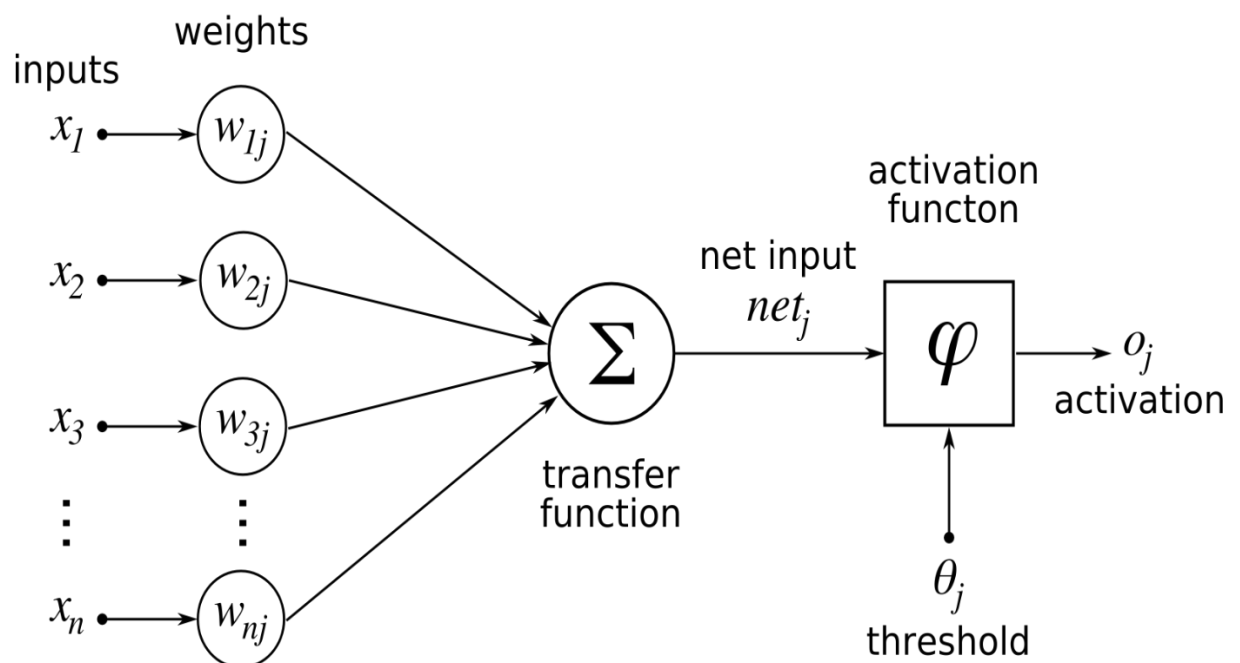 weights
inputs
x₁ w₁ⱼ
activation
functon
net input
x₂ w₂ⱼ
netⱼ
Σ φ oⱼ
activation
x₃ w₃ⱼ
transfer
function
⋮ ⋮
θⱼ
xₙ wₙⱼ
threshold